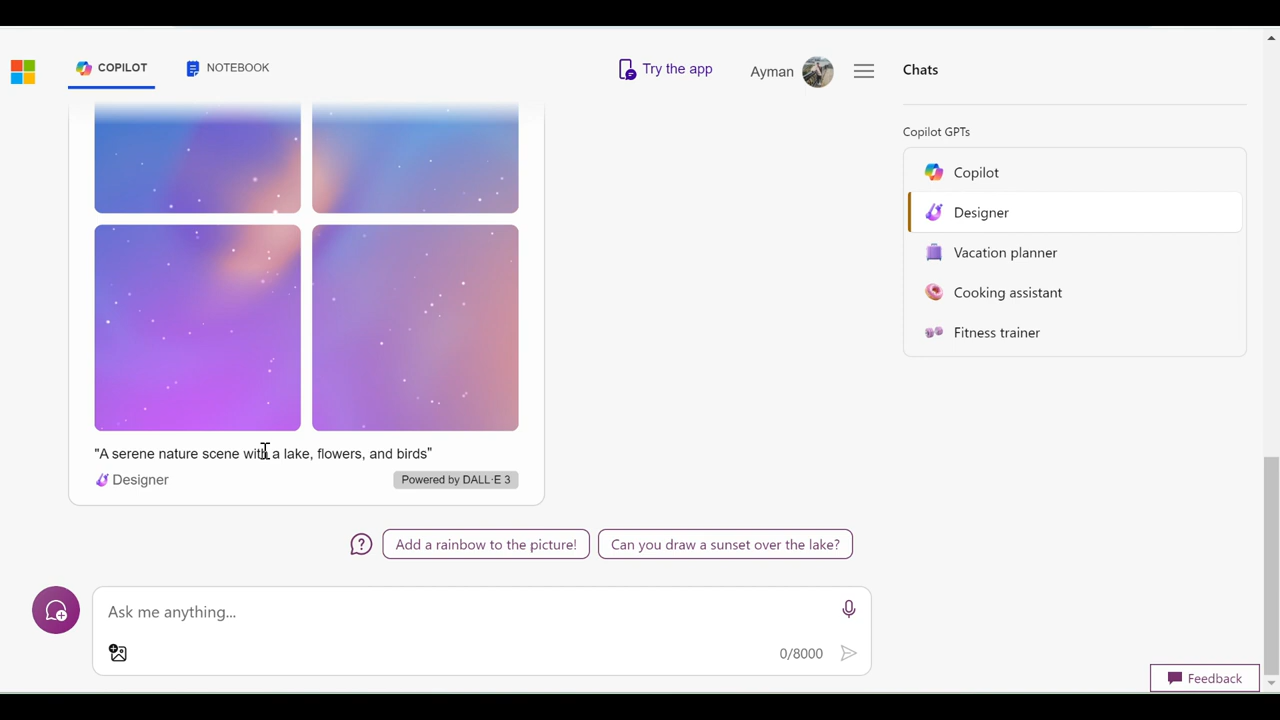 COPILOT
NOTEBOOK
Try the app
Ayman
Chats
Copilot GPTs
Copilot
Designer
Vacation planner
Cooking assistant
Fitness trainer
"A serene nature scene with a lake, flowers, and birds"
Designer
Powered by DALL·E 3
Add a rainbow to the picture!
Can you draw a sunset over the lake?
Ask me anything...
0/8000
Feedback